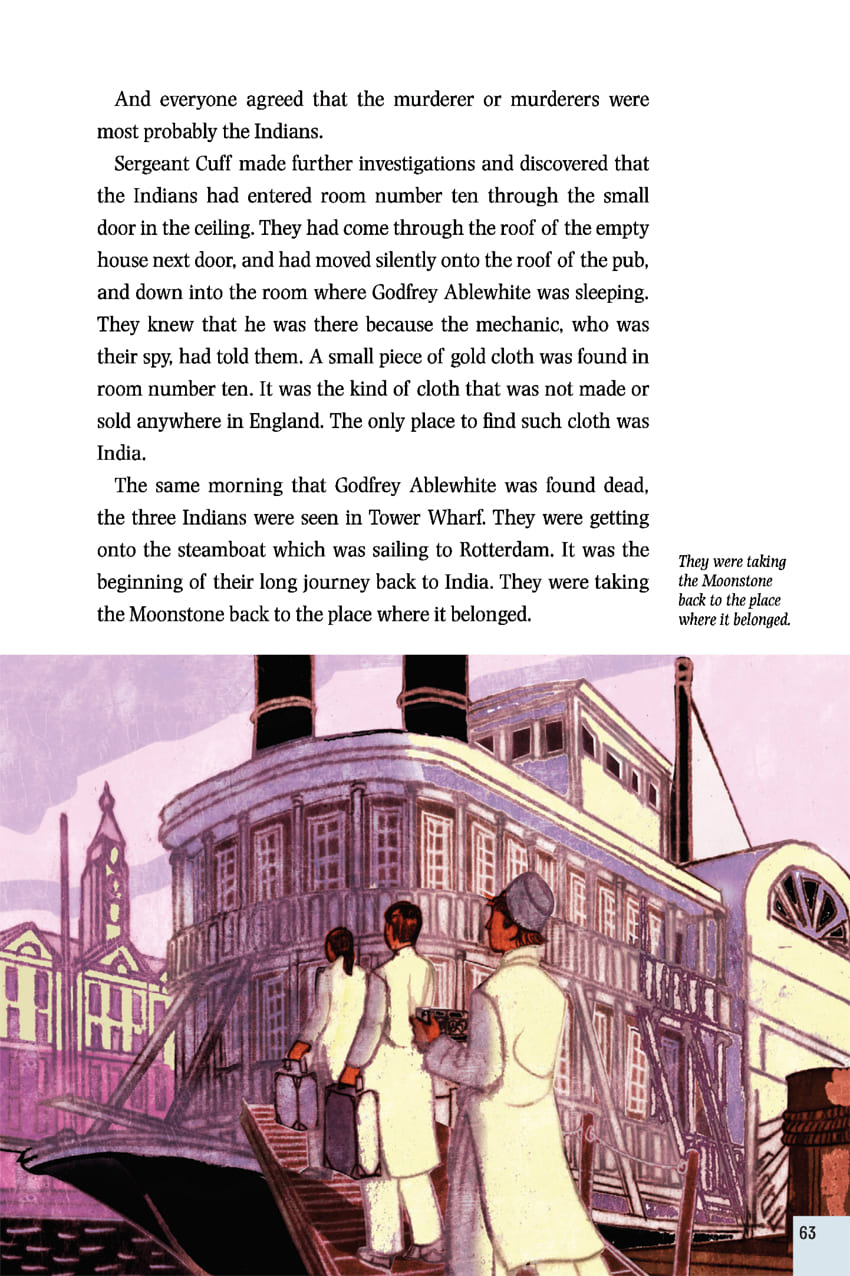 And everyone agreed that the murderer or murderers were
most probably the Indians.
Sergeant Cuff made further investigations and discovered that
the Indians had entered room number ten through the small
door in the ceiling. They had come through the roof of the empty
house next door, and had moved silently onto the roof of the pub,
and down into the room where Godfrey Ablewhite was sleeping.
They knew that he was there because the mechanic, who was
their spy, had told them. A small piece of gold cloth was found in
room number ten. It was the kind of cloth that was not made or
sold anywhere in England. The only place to find such cloth was
India.
The same morning that Godfrey Ablewhite was found dead,
the three Indians were seen in Tower Wharf. They were getting
onto the steamboat which was sailing to Rotterdam. It was the
beginning of their long journey back to India. They were taking
the Moonstone back to the place where it belonged.
They were taking
the Moonstone
back to the place
where it belonged.
63